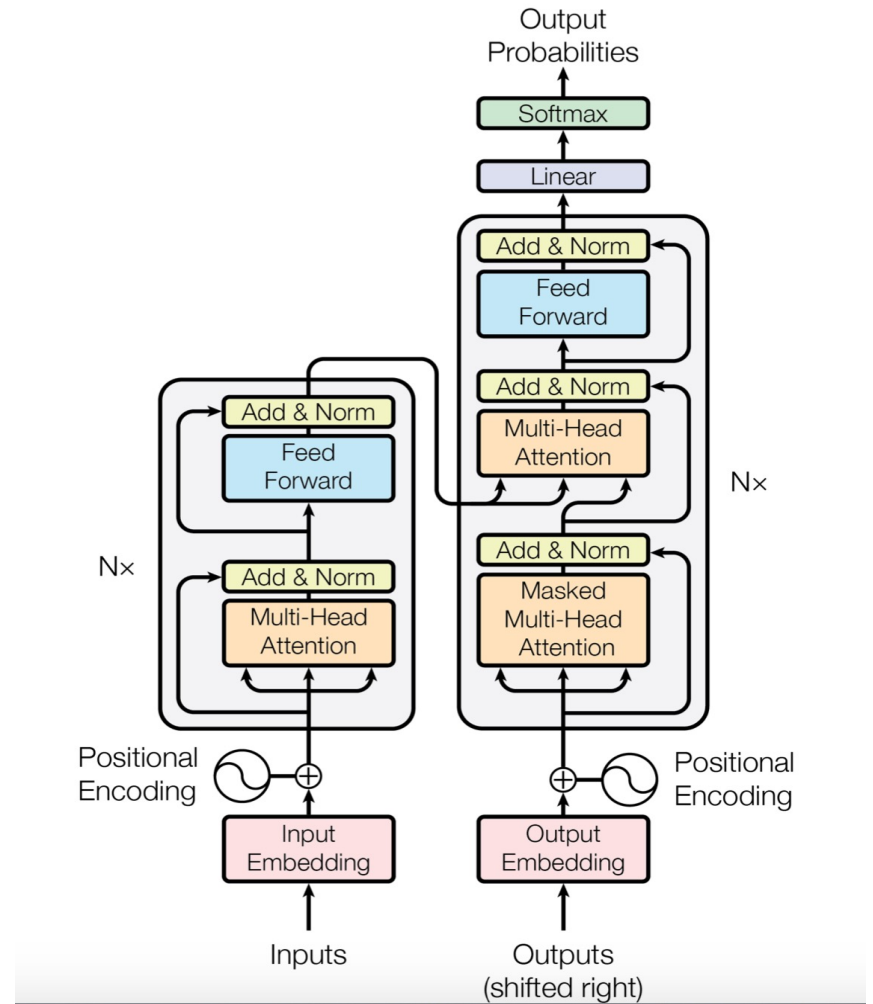 Output
Probabilities
Softmax
Linear
Add & Norm
Feed
Forward
Add & Norm
Multi-Head
Attention
Add & Norm
Masked
Multi-Head
Attention
Nx
Add & Norm
Feed
Forward
Add & Norm
Multi-Head
Attention
Nx
Positional
Encoding
Positional
Encoding
Input
Embedding
Output
Embedding
Inputs
Outputs
(shifted right)